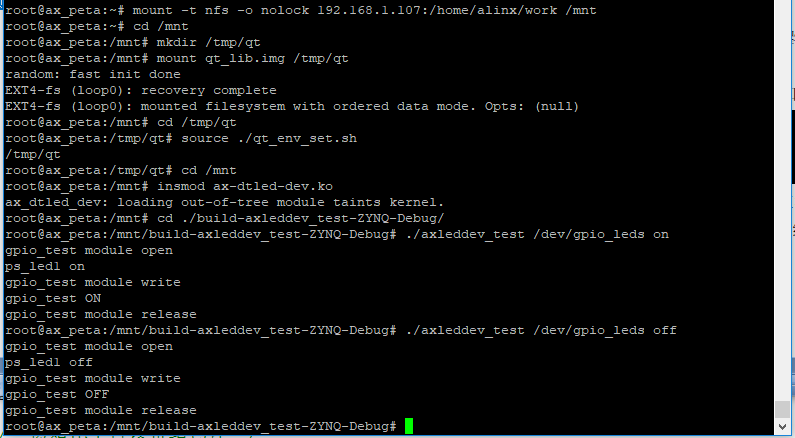 root@ax_peta:~# mount -t nfs -o nolock 192.168.1.107:/home/alinx/work /mnt
root@ax_peta:~# cd /mnt
root@ax_peta:/mnt# mkdir /tmp/qt
root@ax_peta:/mnt# mount qt_lib.img /tmp/qt
random: fast init done
EXT4-fs (loop0): recovery complete
EXT4-fs (loop0): mounted filesystem with ordered data mode. Opts: (null)
root@ax_peta:/mnt# cd /tmp/qt
root@ax_peta:/tmp/qt# source ./qt_env_set.sh
/tmp/qt
root@ax_peta:/tmp/qt# cd /mnt
root@ax_peta:/mnt# insmod ax-dtled-dev.ko
ax_dtled_dev: loading out-of-tree module taints kernel.
root@ax_peta:/mnt# cd ./build-axleddev_test-ZYNQ-Debug/
root@ax_peta:/mnt/build-axleddev_test-ZYNQ-Debug# ./axleddev_test /dev/gpio_leds on
gpio_test module open
ps_led1 on
gpio_test module write
gpio_test ON
gpio_test module release
root@ax_peta:/mnt/build-axleddev_test-ZYNQ-Debug# ./axleddev_test /dev/gpio_leds off
gpio_test module open
ps_led1 off
gpio_test module write
gpio_test OFF
gpio_test module release
root@ax_peta:/mnt/build-axleddev_test-ZYNQ-Debug#